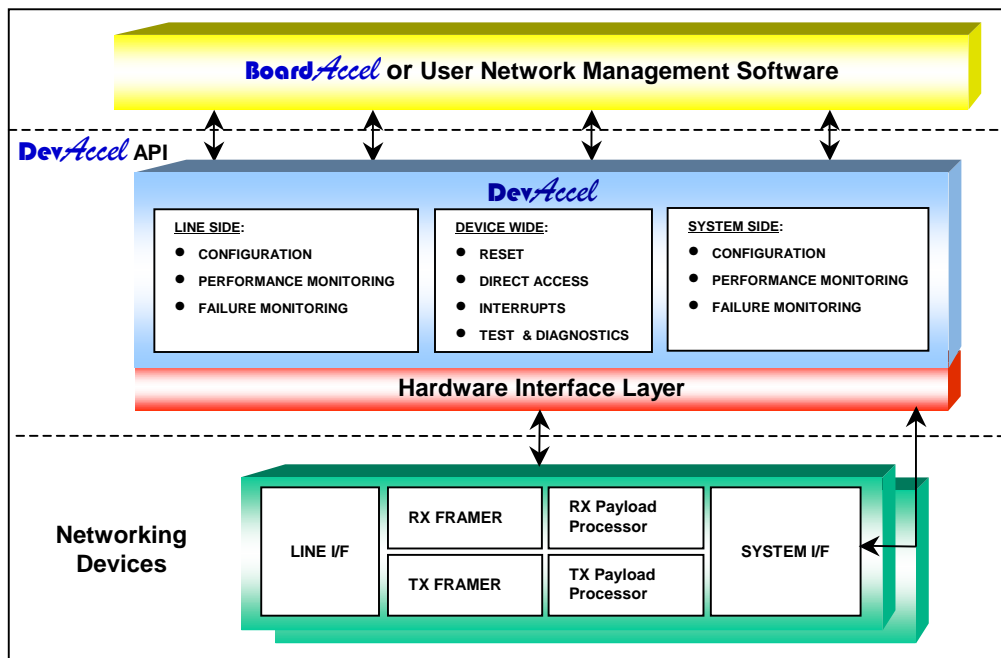 BoardAccel or User Network Management Software
DevAccel API
DevAccel
LINE SIDE:
● CONFIGURATION
● PERFORMANCE MONITORING
● FAILURE MONITORING
DEVICE WIDE:
● RESET
● DIRECT ACCESS
● INTERRUPTS
● TEST & DIAGNOSTICS
SYSTEM SIDE:
● CONFIGURATION
● PERFORMANCE MONITORING
● FAILURE MONITORING
Hardware Interface Layer
Networking
Devices
LINE I/F
RX FRAMER
TX FRAMER
RX Payload
Processor
TX Payload
Processor
SYSTEM I/F